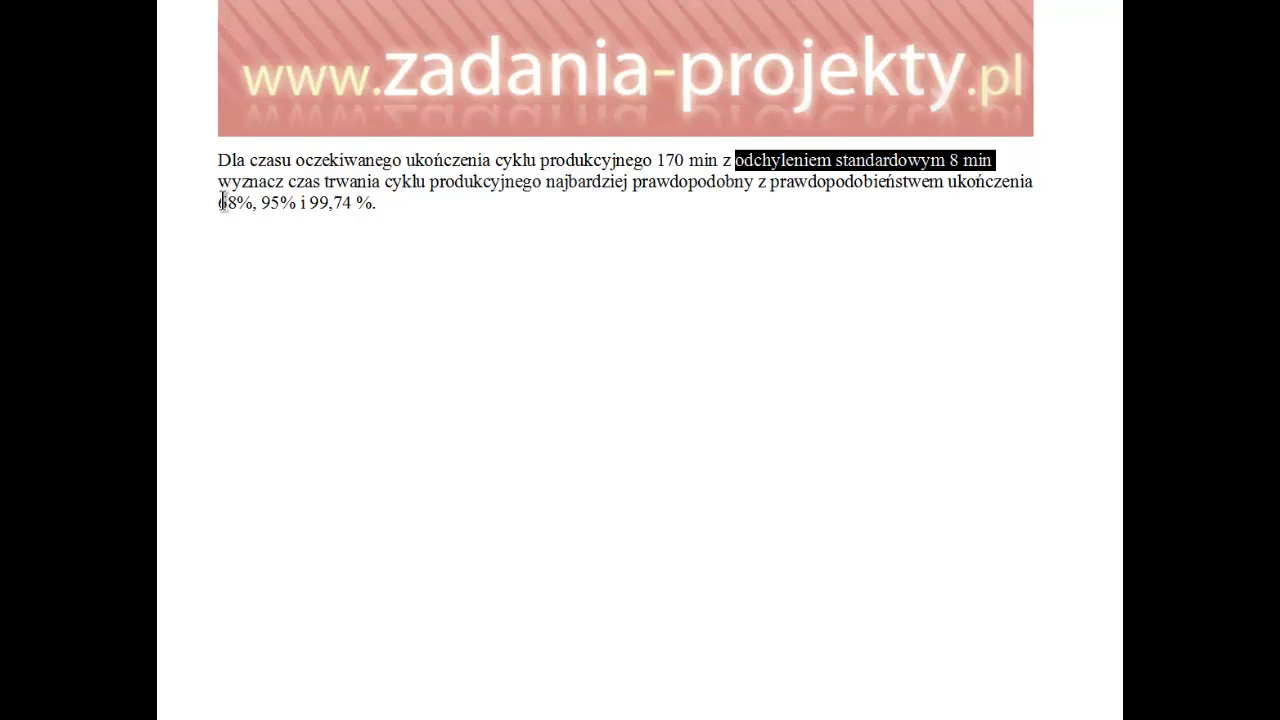 www.zadania-projekty.pl
Dla czasu oczekiwanego ukończenia cyklu produkcyjnego 170 min z odchyleniem standardowym 8 min
wyznacz czas trwania cyklu produkcyjnego najbardziej prawdopodobny z prawdopodobieństwem ukończenia
68%, 95% i 99,74 %.